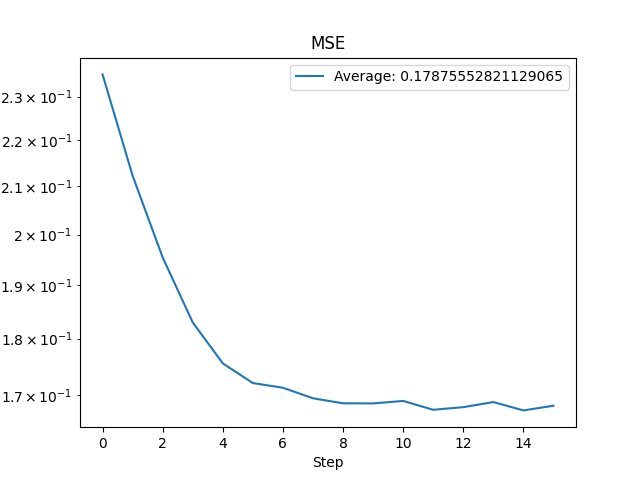 MSE
Average: 0.17875552821129065
2.3 × 10⁻¹
2.2 × 10⁻¹
2.1 × 10⁻¹
2 × 10⁻¹
1.9 × 10⁻¹
1.8 × 10⁻¹
1.7 × 10⁻¹
0 2 4 6 8 10 12 14
Step